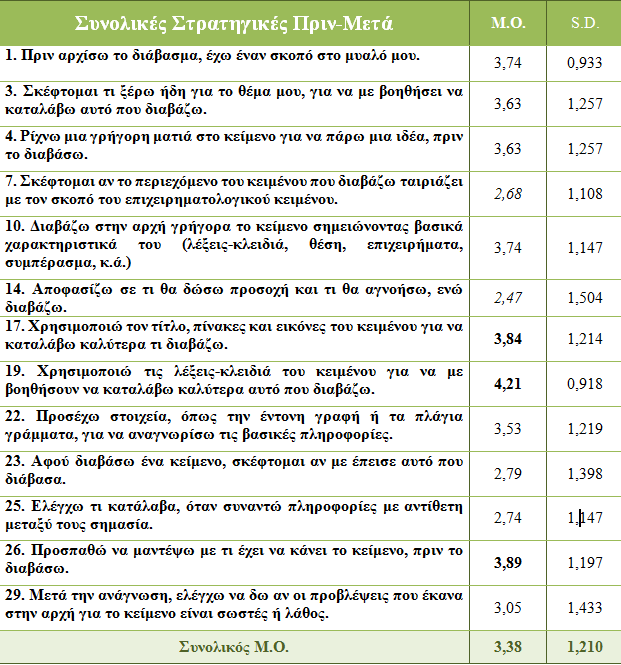 Συνολικές Στρατηγικές Πριν-Μετά Μ.Ο. S.D.
1. Πριν αρχίσω το διάβασμα, έχω έναν σκοπό στο μυαλό μου. 3,74 0,933
3. Σκέφτομαι τι ξέρω ήδη για το θέμα μου, για να με βοηθήσει να
καταλάβω αυτό που διαβάζω. 3,63 1,257
4. Ρίχνω μια γρήγορη ματιά στο κείμενο για να πάρω μια ιδέα, πριν
το διαβάσω. 3,63 1,257
7. Σκέφτομαι αν το περιεχόμενο του κειμένου που διαβάζω ταιριάζει
με τον σκοπό του επιχειρηματολογικού κειμένου. 2,68 1,108
10. Διαβάζω στην αρχή γρήγορα το κείμενο σημειώνοντας βασικά
χαρακτηριστικά του (λέξεις-κλειδιά, θέση, επιχειρήματα,
συμπέρασμα, κ.ά.) 3,74 1,147
14. Αποφασίζω σε τι θα δώσω προσοχή και τι θα αγνοήσω, ενώ
διαβάζω. 2,47 1,504
17. Χρησιμοποιώ τον τίτλο, πίνακες και εικόνες του κειμένου για να
καταλάβω καλύτερα τι διαβάζω. 3,84 1,214
19. Χρησιμοποιώ τις λέξεις-κλειδιά του κειμένου για να με
βοηθήσουν να καταλάβω καλύτερα αυτό που διαβάζω. 4,21 0,918
22. Προσέχω στοιχεία, όπως την έντονη γραφή ή τα πλάγια
γράμματα, για να αναγνωρίσω τις βασικές πληροφορίες. 3,53 1,219
23. Αφού διαβάσω ένα κείμενο, σκέφτομαι αν με έπεισε αυτό που
διάβασα. 2,79 1,398
25. Ελέγχω τι κατάλαβα, όταν συναντώ πληροφορίες με αντίθετη
μεταξύ τους σημασία. 2,74 1,147
26. Προσπαθώ να μαντέψω με τι έχει να κάνει το κείμενο, πριν το
διαβάσω. 3,89 1,197
29. Μετά την ανάγνωση, ελέγχω να δω αν οι προβλέψεις που έκανα
στην αρχή για το κείμενο είναι σωστές ή λάθος. 3,05 1,433
Συνολικός Μ.Ο. 3,38 1,210